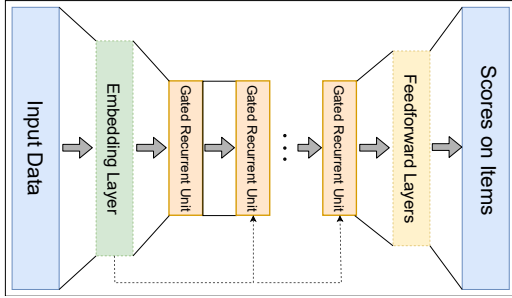 Input Data
Embedding Layer
Gated Recurrent Unit
Gated Recurrent Unit
Gated Recurrent Unit
Feedforward Layers
Scores on Items